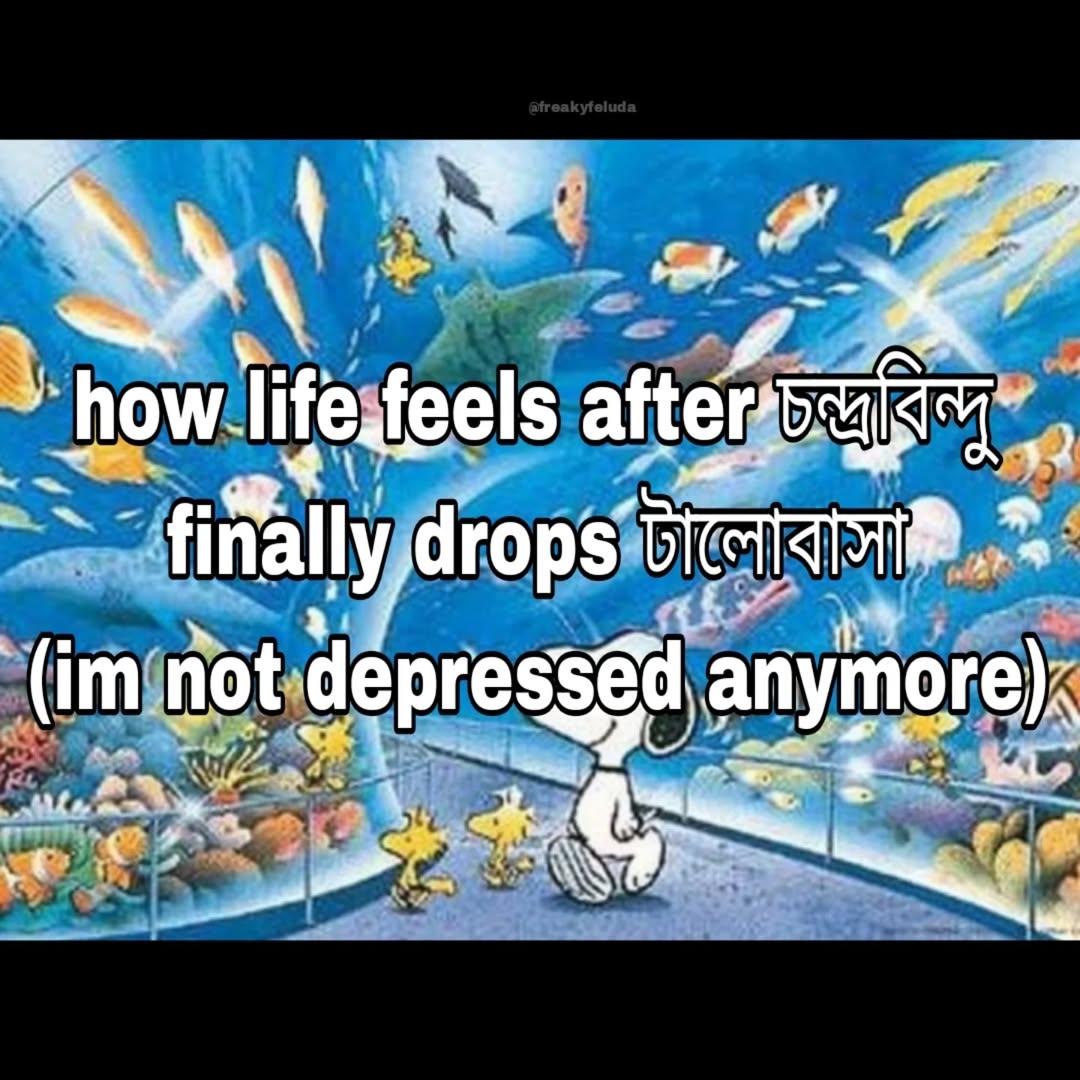 @freakyfeluda
how life feels after চন্দ্রবিন্দু
finally drops টালোবাসা
(im not depressed anymore)